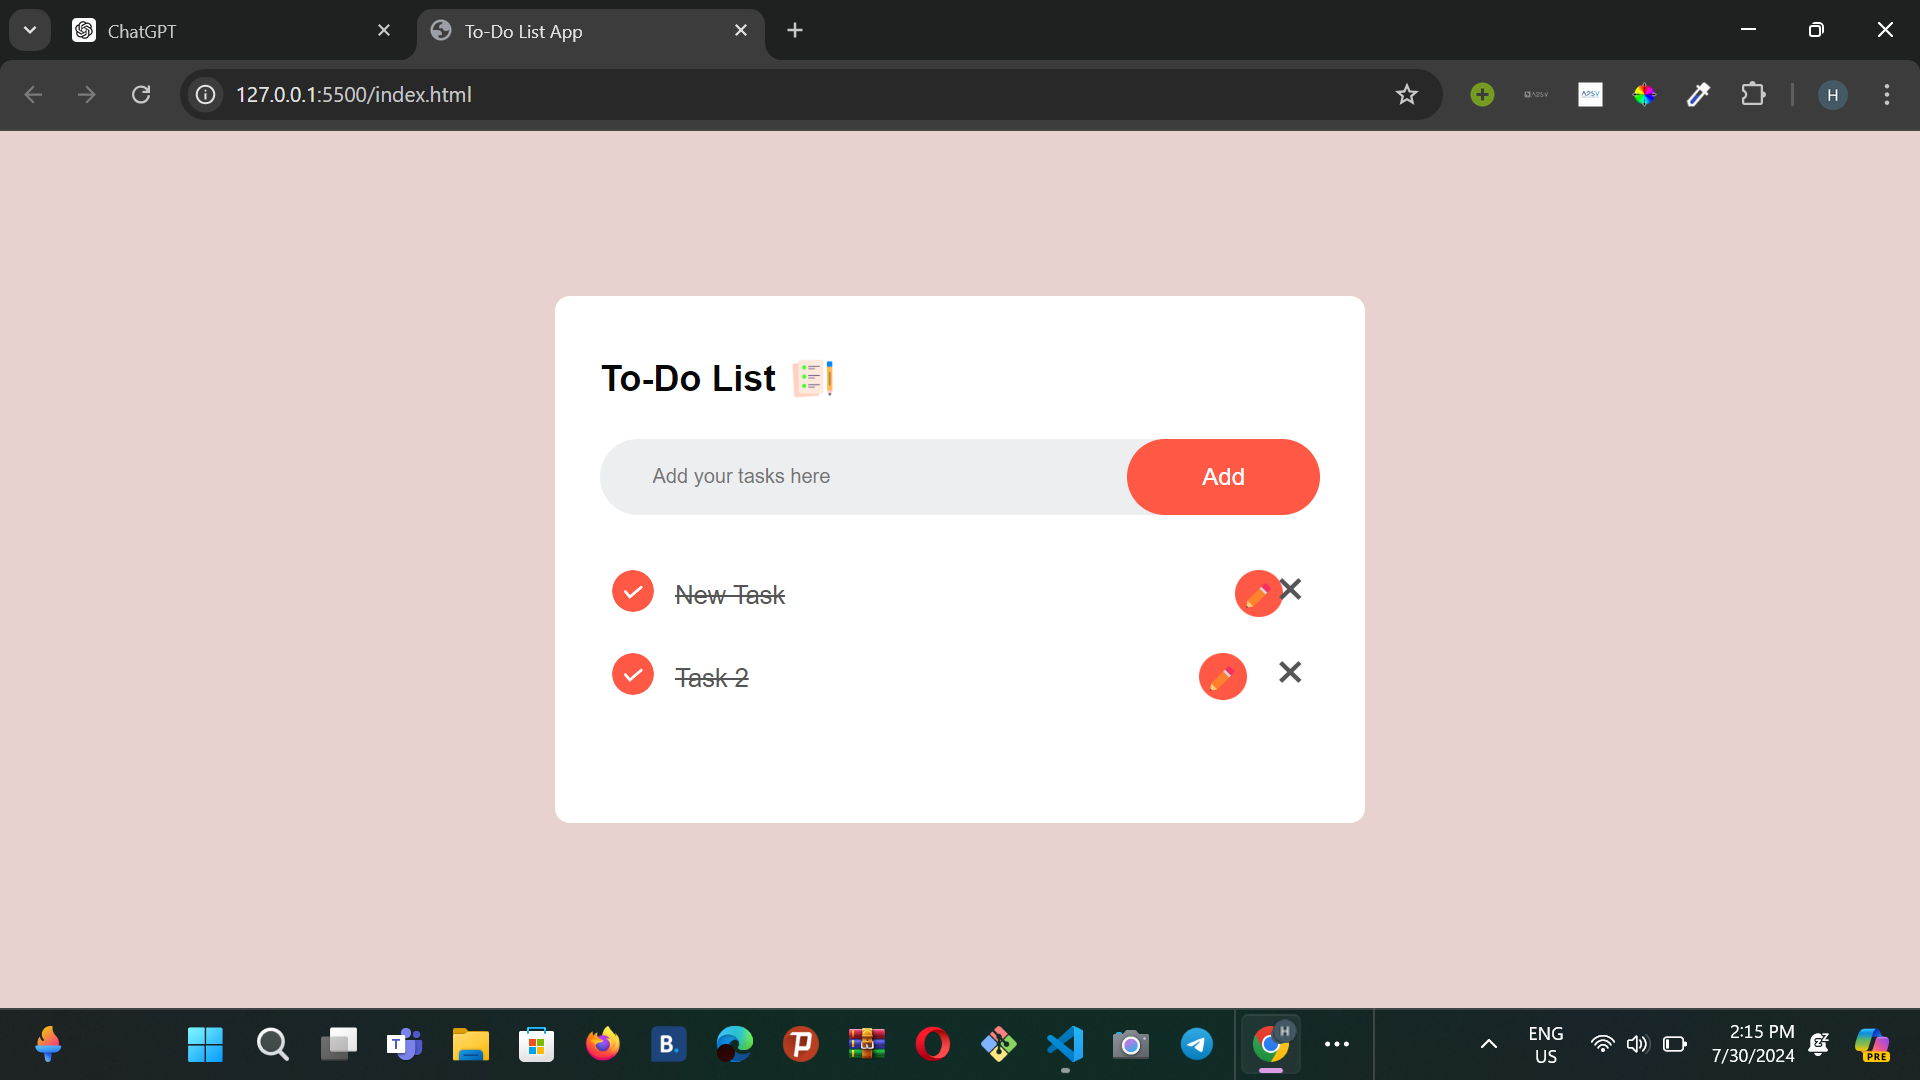 ChatGPT
To-Do List App
127.0.0.1:5500/index.html
H
To-Do List
Add your tasks here
Add
New Task
Task 2
H
ENG
US
2:15 PM
7/30/2024
PRE